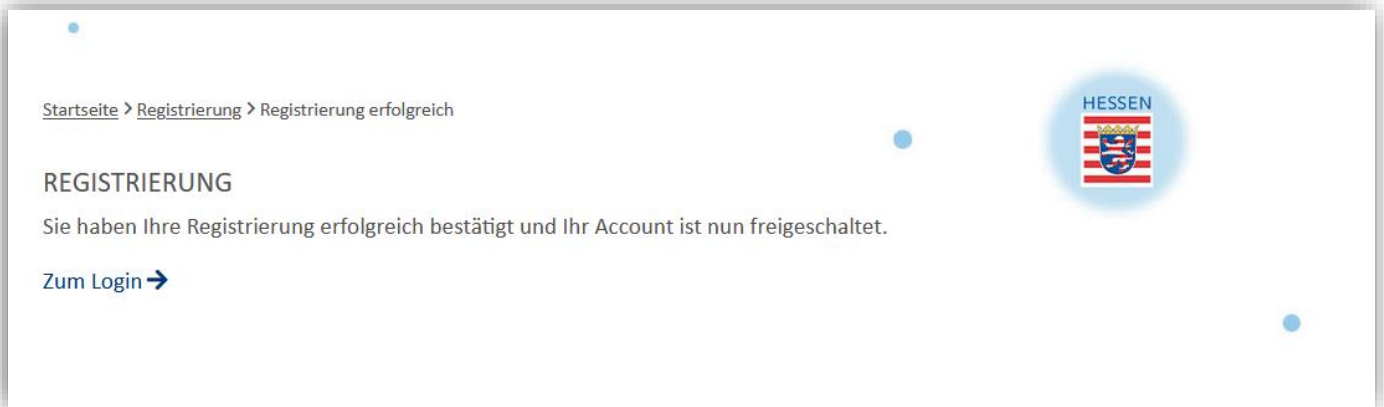 Startseite > Registrierung > Registrierung erfolgreich
HESSEN
REGISTRIERUNG
Sie haben Ihre Registrierung erfolgreich bestätigt und Ihr Account ist nun freigeschaltet.
Zum Login →